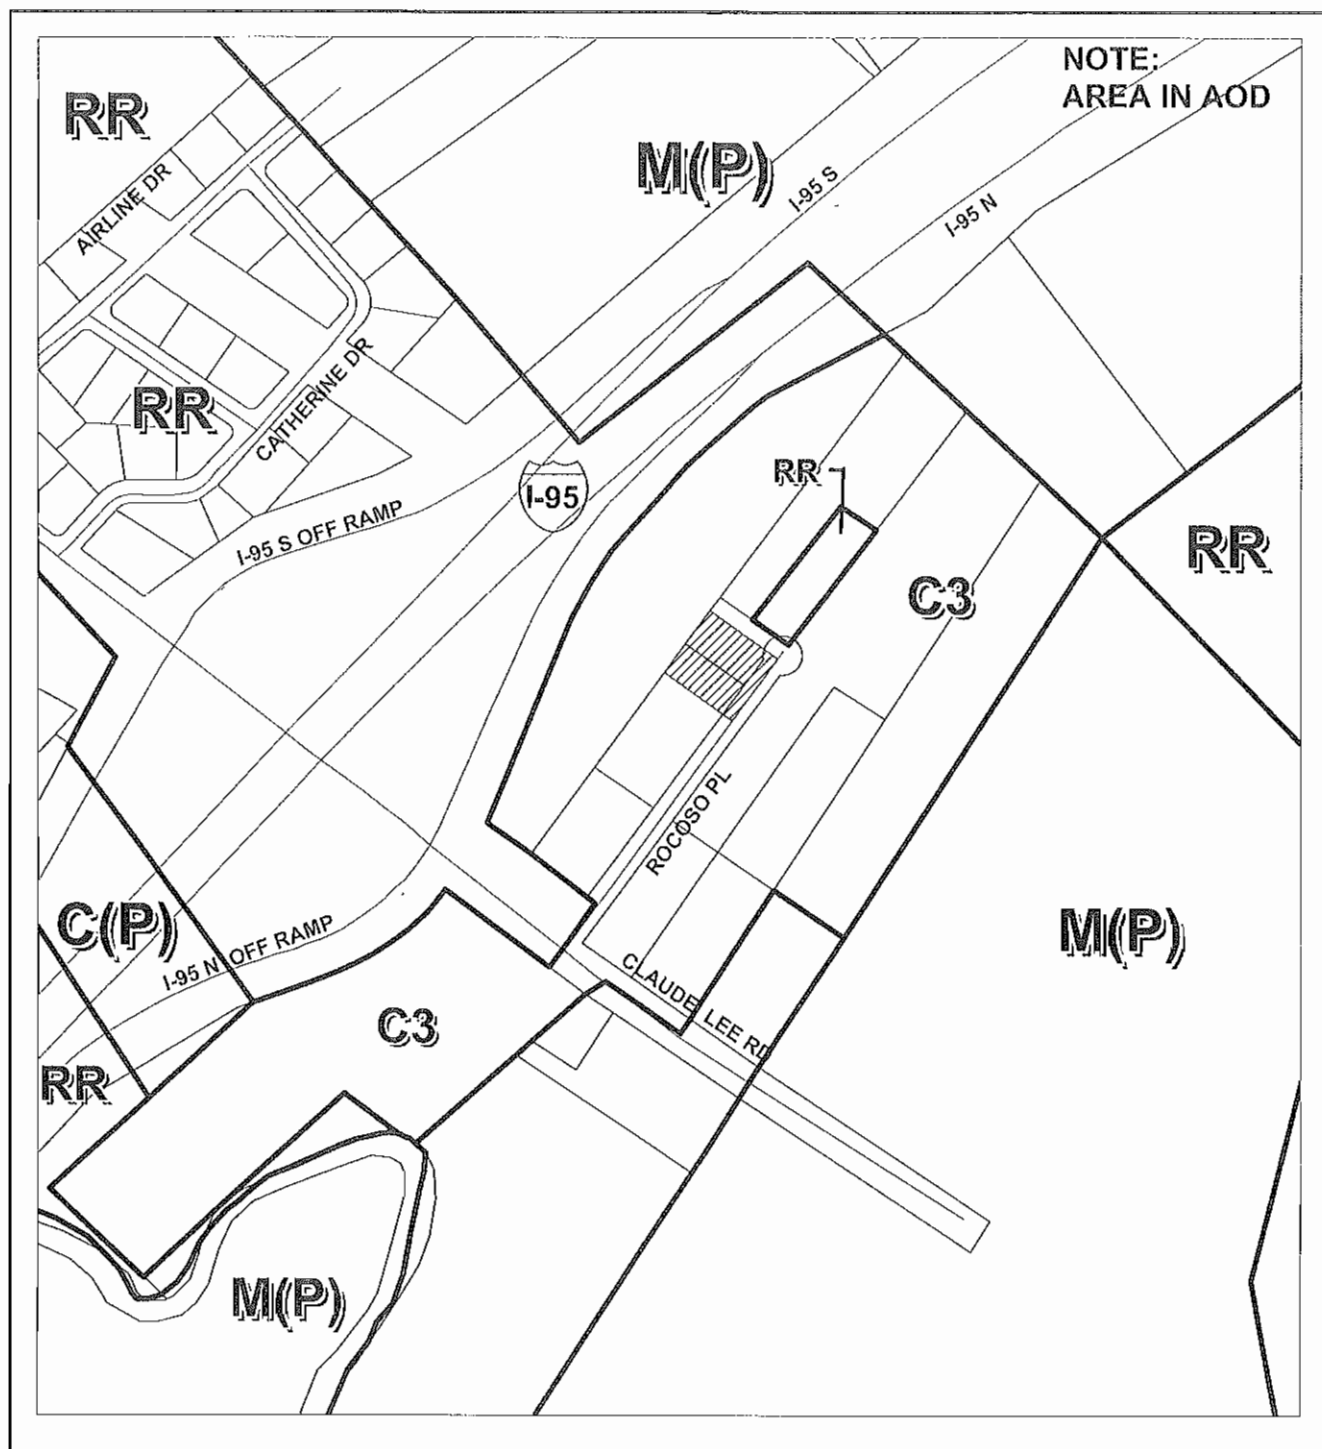 NOTE:
AREA IN AOD
RR
M(P)
I-95 S
I-95 N
AIRLINE DR
RR
CATHERINE DR
I-95
RR
I-95 S OFF RAMP
RR
C3
ROCOSO PL
C(P)
M(P)
I-95 N OFF RAMP
CLAUDE LEE RD
C3
RR
M(P)